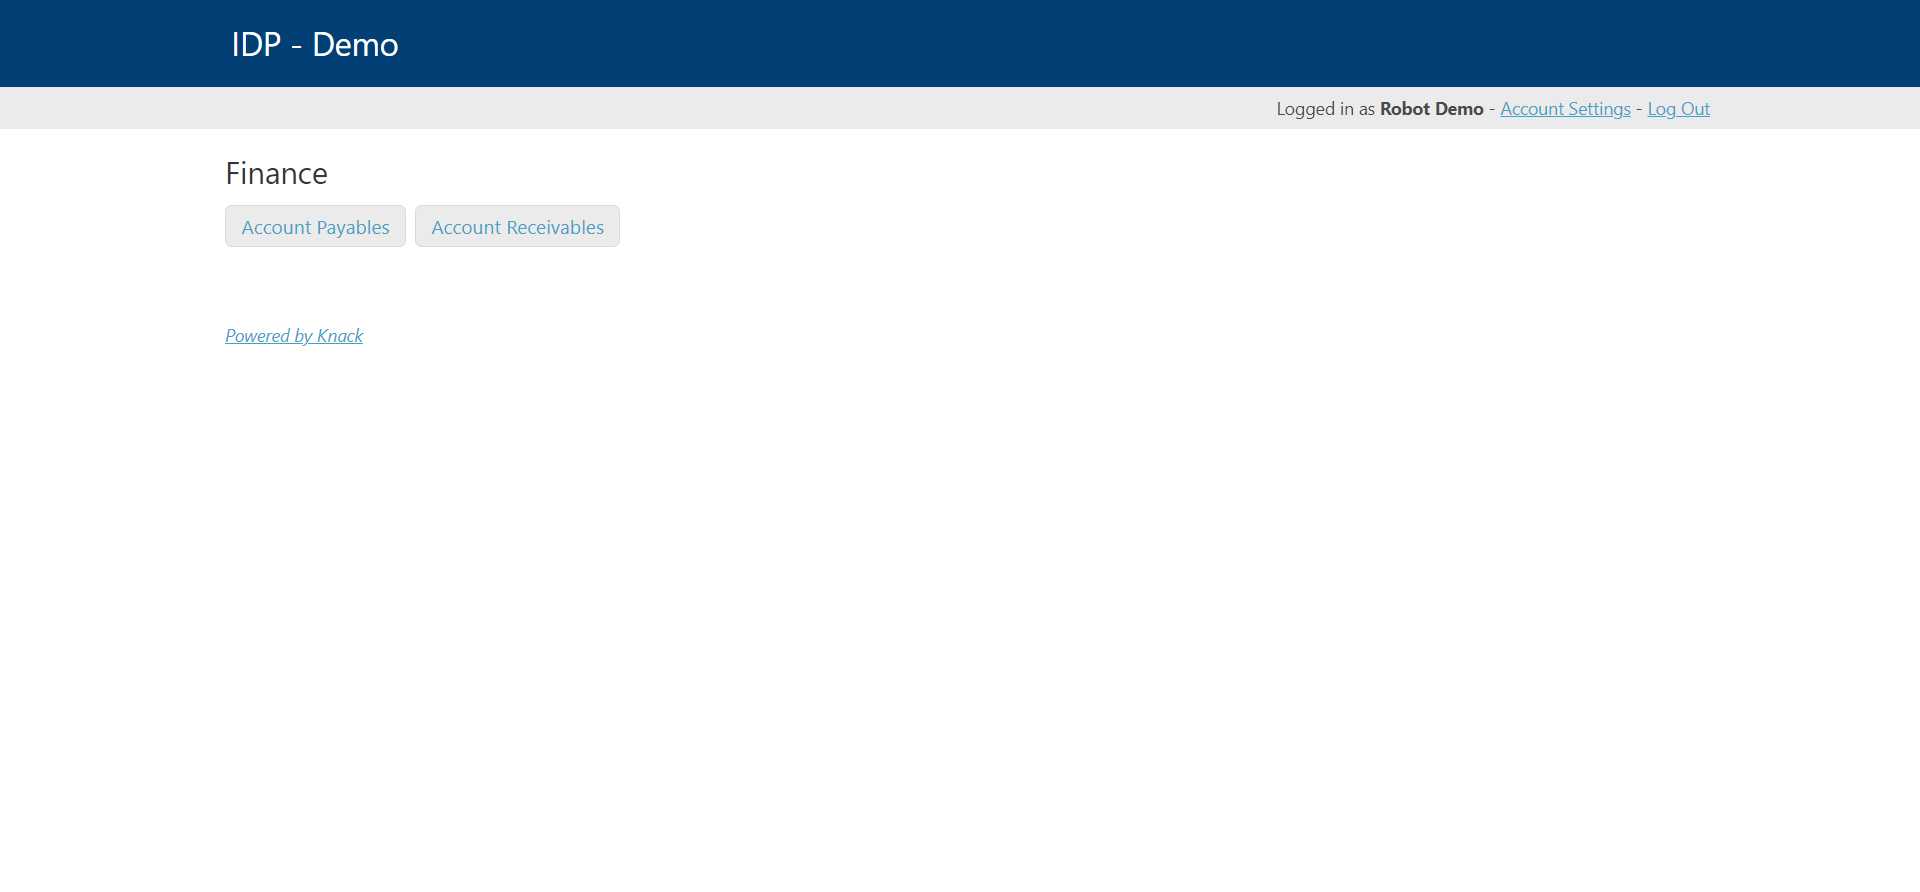 IDP - Demo
Logged in as Robot Demo - Account Settings - Log Out
Finance
Account Payables Account Receivables
Powered by Knack